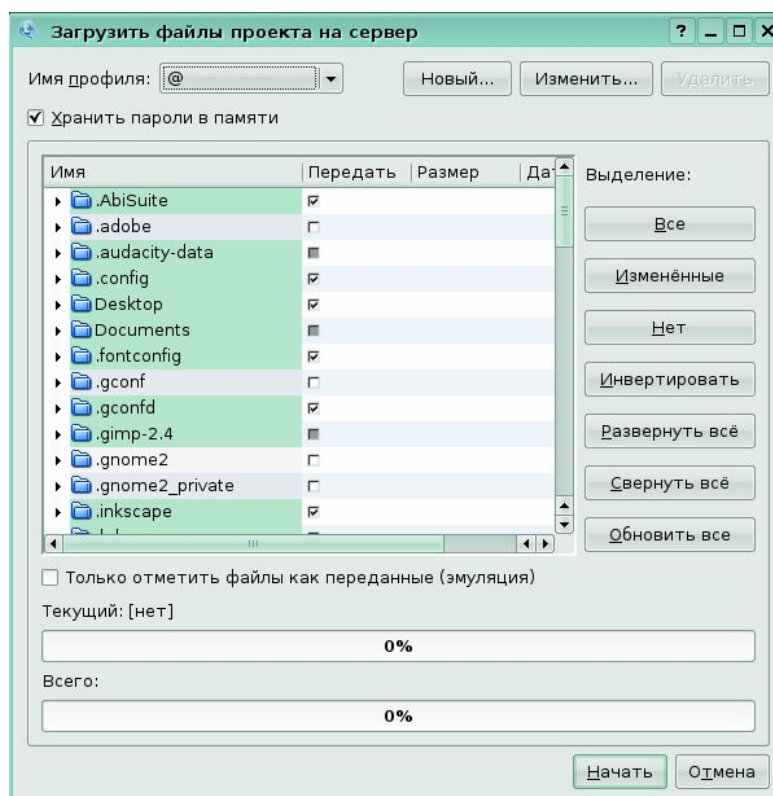 Загрузить файлы проекта на сервер
Имя профиля: @ Новый... Изменить... Удалить
Хранить пароли в памяти
Имя Передать Размер
Выделение:
.AbiSuite
.adobe
.audacity-data
.config
Desktop
Documents
.fontconfig
.gconf
.gconfd
.gimp-2.4
.gnome2
.gnome2_private
.inkscape
Все
Изменённые
Нет
Инвертировать
Развернуть всё
Свернуть всё
Обновить все
Только отметить файлы как переданные (эмуляция)
Текущий: [нет]
0%
Всего:
0%
Начать Отмена